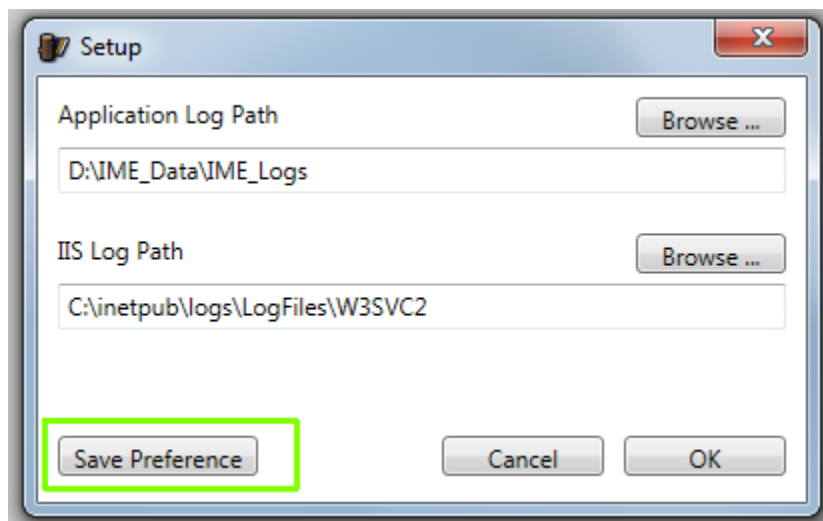 Setup
Application Log Path
Browse ...
D:\IME_Data\IME_Logs
IIS Log Path
Browse ...
C:\inetpub\logs\LogFiles\W3SVC2
Save Preference
Cancel
OK